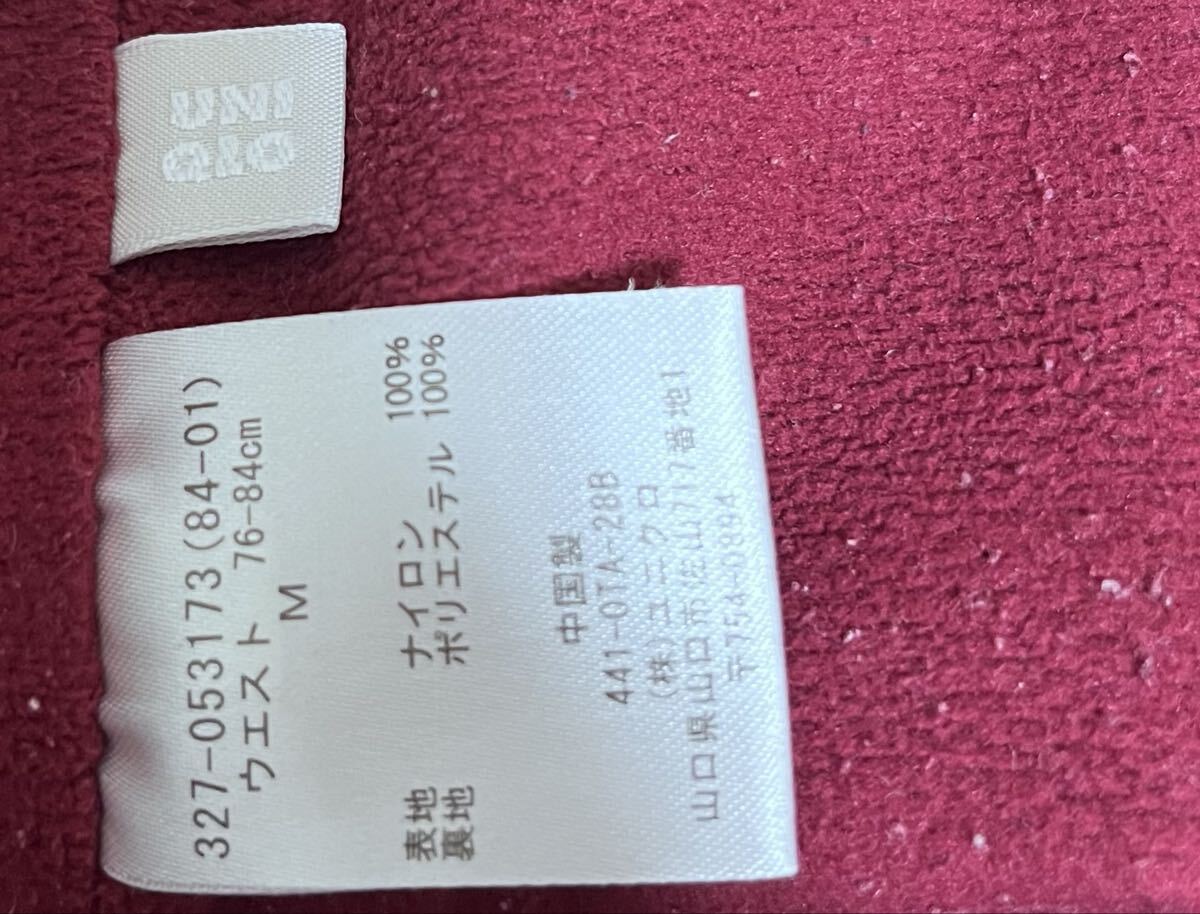 UNI
QLO
327-053173(84-01)
ウエスト 76-84cm
M
表地 ナイロン 100%
裏地 ポリエステル 100%
中国製
441-0TA-28B
(株)ユニクロ
山口県山口市佐山717番地1
〒754-0894